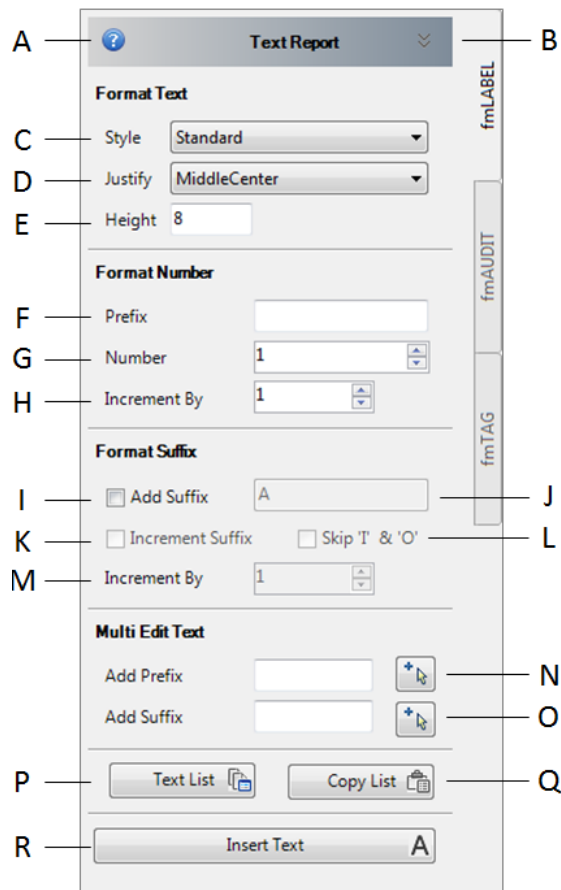 A ? Text Report B
fmLABEL
Format Text
C Style Standard
D Justify MiddleCenter
E Height 8
fmAUDIT
Format Number
F Prefix
G Number 1
H Increment By 1
fmTAG
Format Suffix
I Add Suffix A J
K Increment Suffix Skip 'I' & 'O' L
M Increment By 1
Multi Edit Text
Add Prefix N
Add Suffix O
P Text List Copy List Q
R Insert Text A